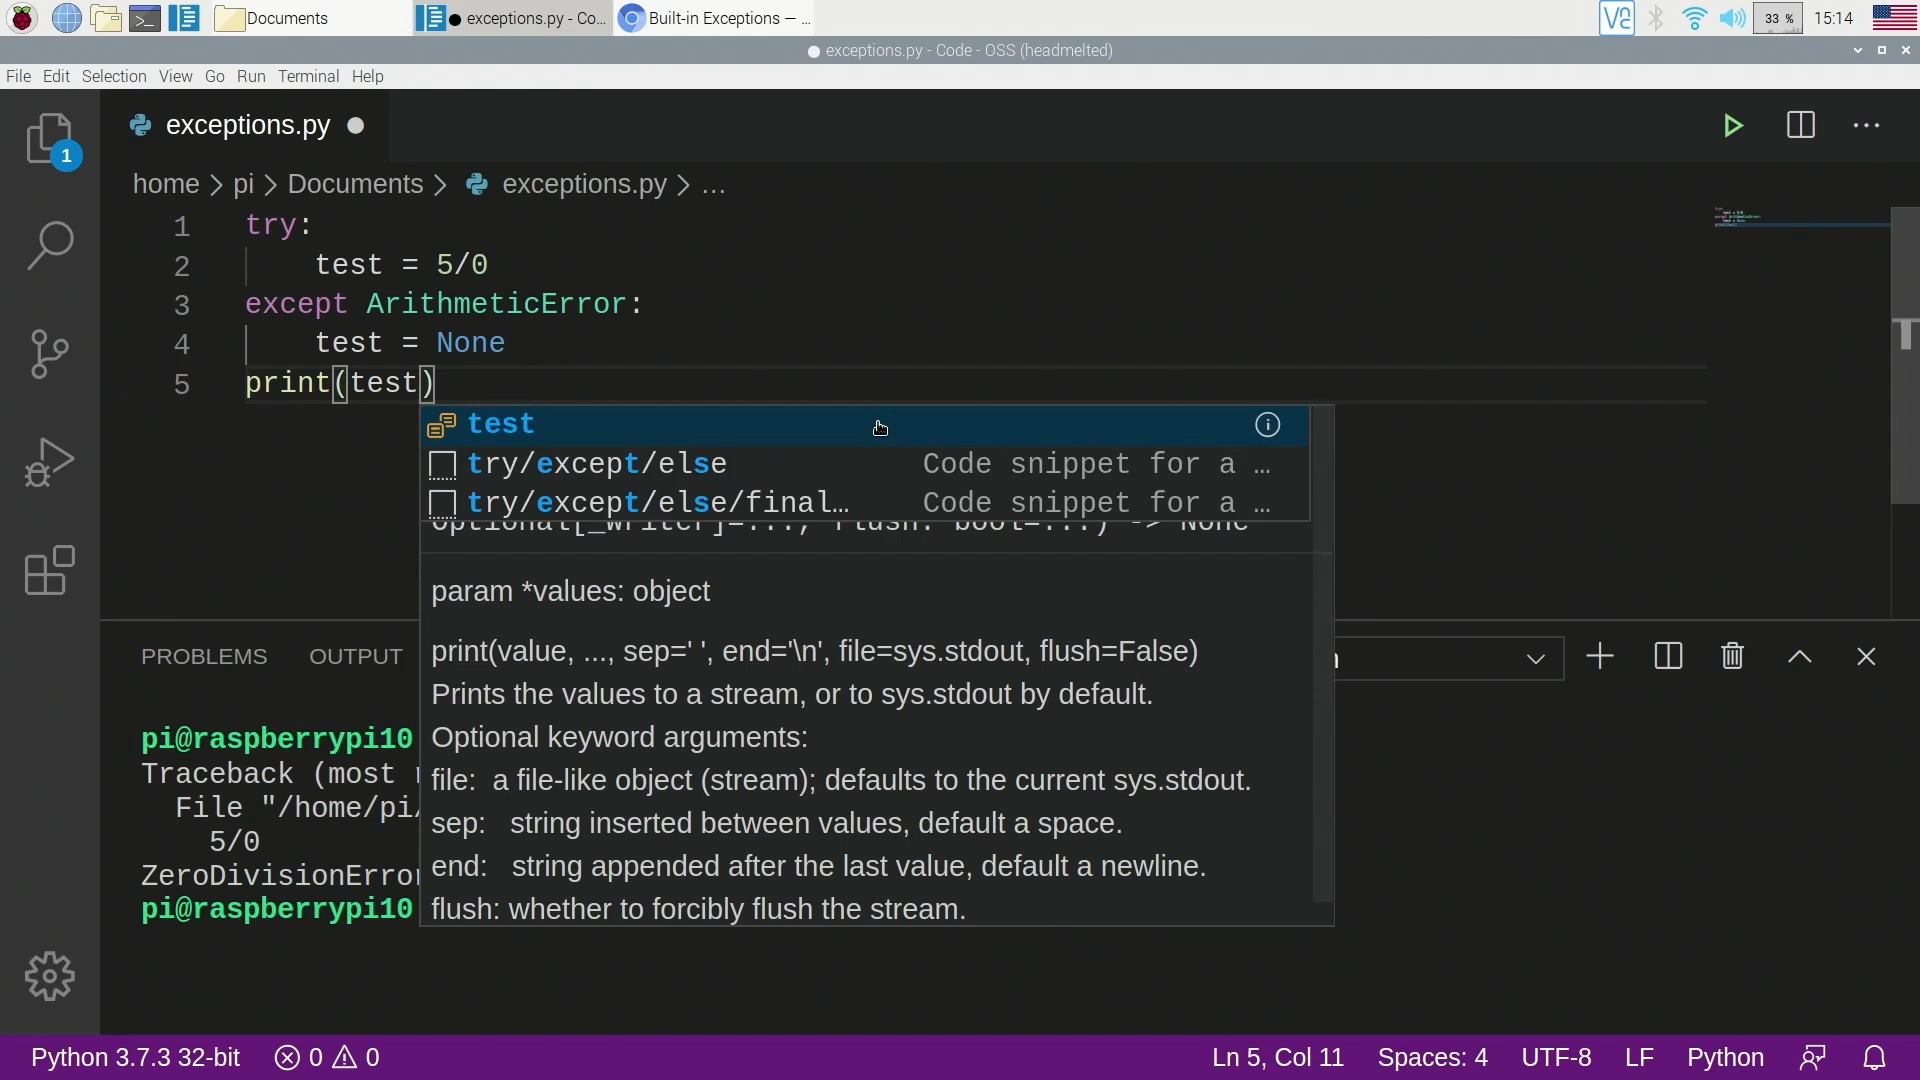 Documents
exceptions.py - Co...
Built-in Exceptions — ...
33 %
15:14
exceptions.py - Code - OSS (headmelted)
File Edit Selection View Go Run Terminal Help
exceptions.py
1
home > pi > Documents > exceptions.py > ...
1 try:
2 test = 5/0
3 except ArithmeticError:
4 test = None
5 print(test)
test
try/except/else Code snippet for a ...
try/except/else/final... Code snippet for a ...
Optional[_Writer]=..., flush: bool=...) -> None
param *values: object
print(value, ..., sep=' ', end='\n', file=sys.stdout, flush=False)
Prints the values to a stream, or to sys.stdout by default.
Optional keyword arguments:
file: a file-like object (stream); defaults to the current sys.stdout.
sep: string inserted between values, default a space.
end: string appended after the last value, default a newline.
flush: whether to forcibly flush the stream.
PROBLEMS OUTPUT
pi@raspberrypi10
Traceback (most
File "/home/pi/
5/0
ZeroDivisionError
pi@raspberrypi10
Python 3.7.3 32-bit 0 0 Ln 5, Col 11 Spaces: 4 UTF-8 LF Python